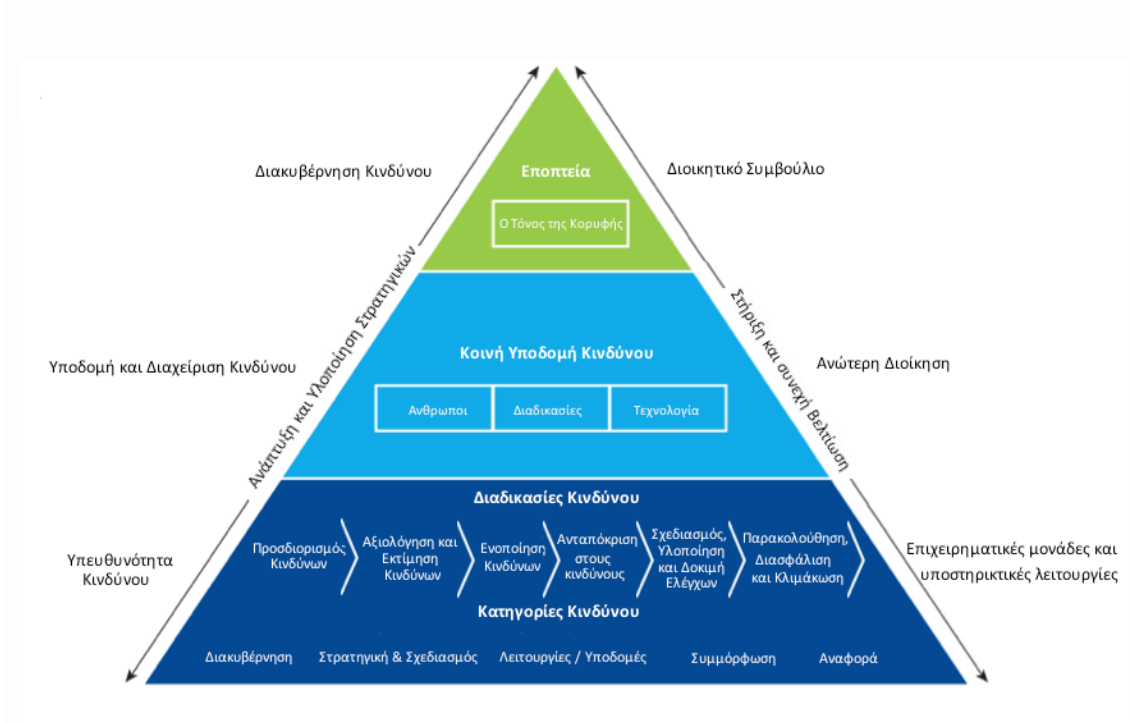 Διακυβέρνηση Κινδύνου
Εποπτεία
Διοικητικό Συμβούλιο
Ο Τόνος της Κορυφής
Ανάπτυξη και Υλοποίηση Στρατηγικών
Στήριξη και συνεχή Βελτίωση
Υποδομή και Διαχείριση Κινδύνου
Κοινή Υποδομή Κινδύνου
Ανώτερη Διοίκηση
Ανθρωποι
Διαδικασίες
Τεχνολογία
Υπευθυνότητα
Κινδύνου
Διαδικασίες Κινδύνου
Προσδιορισμός
Κινδύνων
Αξιολόγηση και
Εκτίμηση
Κινδύνων
Ενοποίηση
Κινδύνων
Ανταπόκριση
στους
κινδύνους
Σχεδιασμός,
Υλοποίηση
και Δοκιμή
Ελέγχων
Παρακολούθηση,
Διασφάλιση
και Κλιμάκωση
Επιχειρηματικές μονάδες και
υποστηρικτικές λειτουργίες
Κατηγορίες Κινδύνου
Διακυβέρνηση
Στρατηγική & Σχεδιασμός
Λειτουργίες / Υποδομές
Συμμόρφωση
Αναφορά